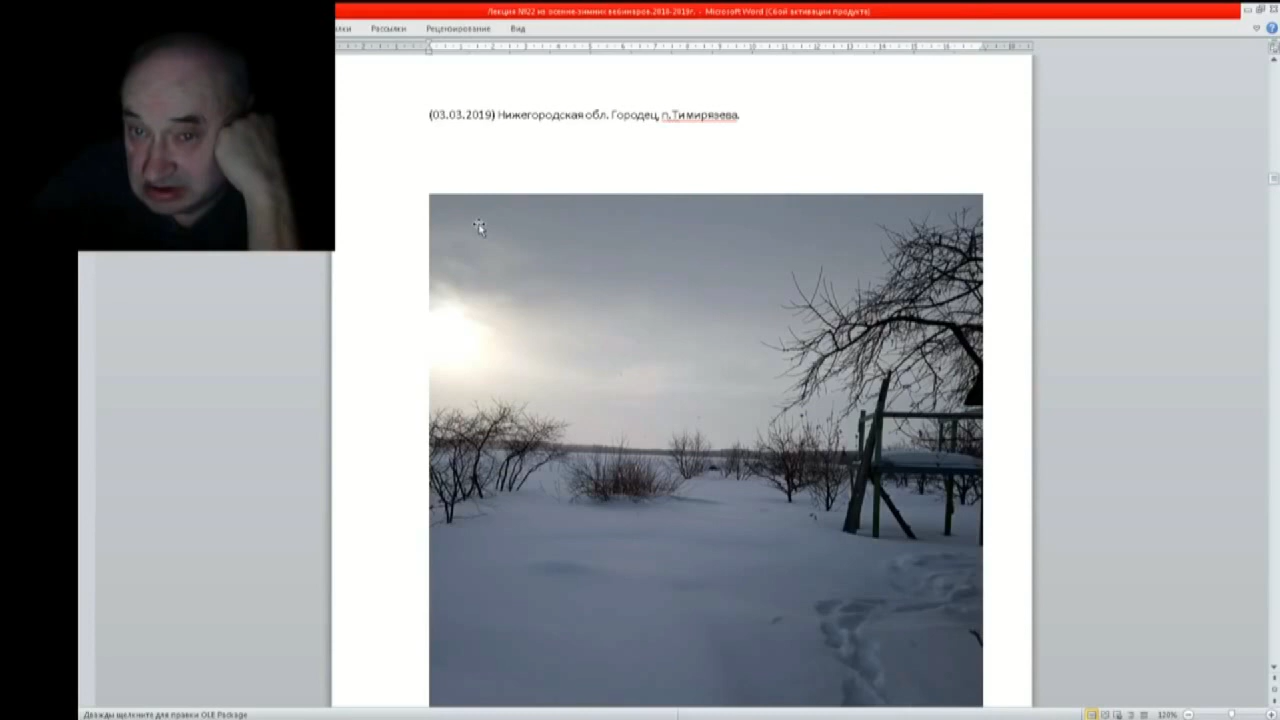 Лекция №22 из осенне-зимних вебинаров.2018-2019г. - Microsoft Word (Сбой активации продукта)
Рассылки Рецензирование Вид
(03.03.2019) Нижегородская обл. Городец, п.Тимирязева.
Дважды щелкните для правки OLE Package
120%